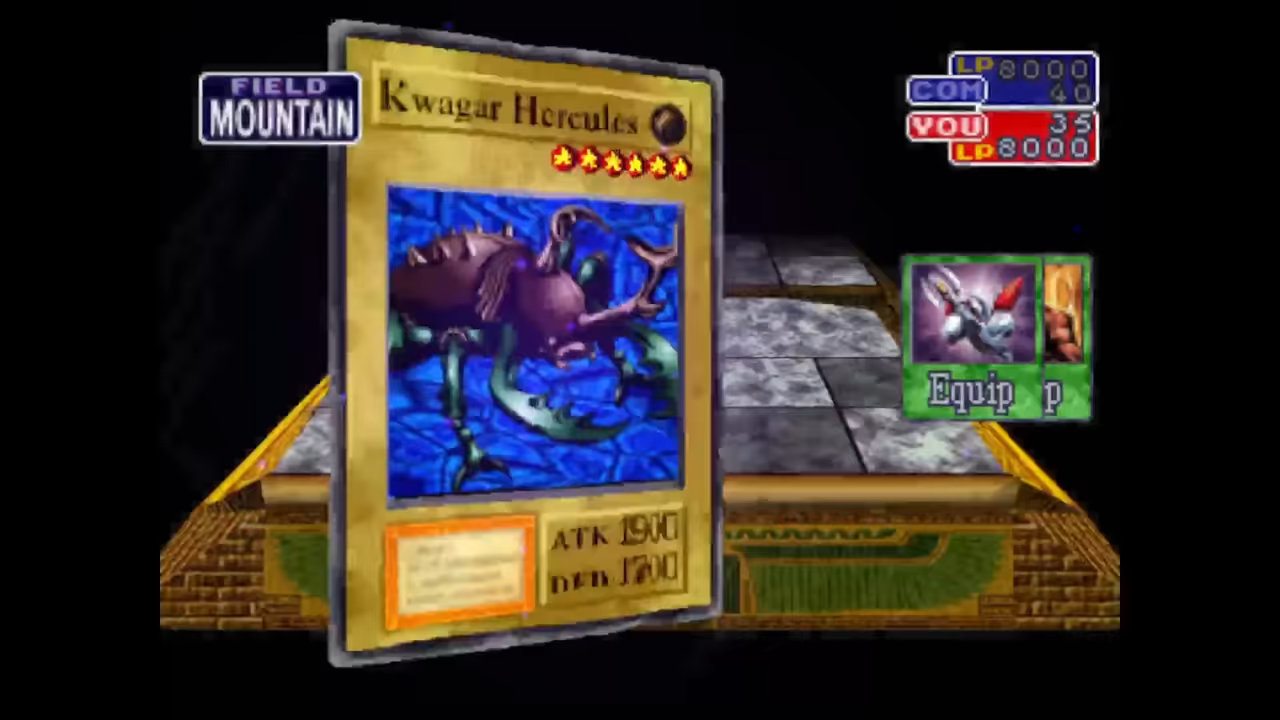 FIELD
MOUNTAIN
Kwagar Hercules
LP 8000
COM 40
YOU 35
LP 8000
Equip
p
ATK 1900
DEF 1700